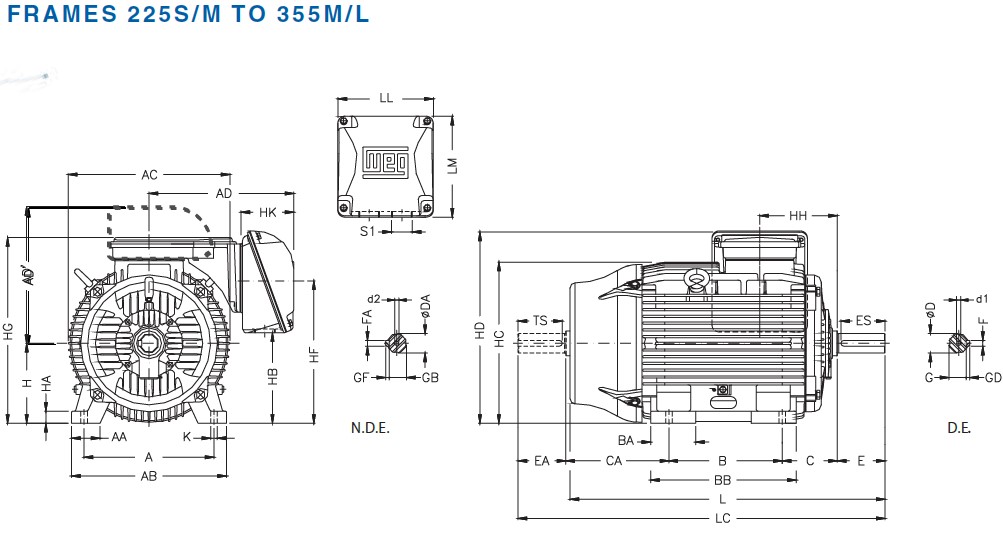 FRAMES 225S/M TO 355M/L
LL
WEG
LM
S1
AC
AD
HK
AD'
HG
H
HA
HB
HF
AA
K
A
AB
d2
FA
øDA
GF
GB
N.D.E.
HH
HD
HC
TS
ES
øD
d1
F
G
GD
D.E.
BA
EA
CA
B
C
E
BB
L
LC